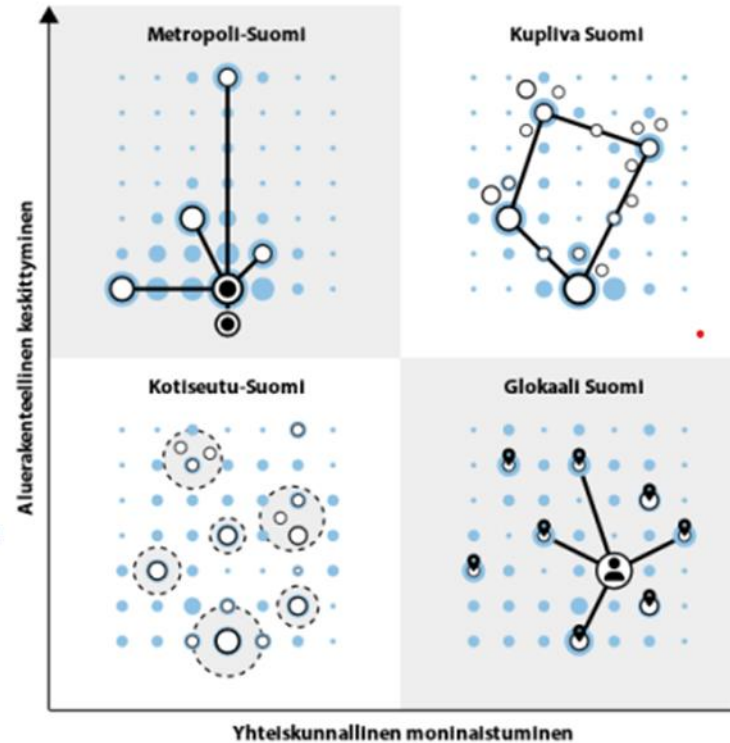 Metropoli-Suomi
Kupliva Suomi
Kotiseutu-Suomi
Glokaali Suomi
Aluerakenteellinen keskittyminen
Yhteiskunnallinen moninaistuminen